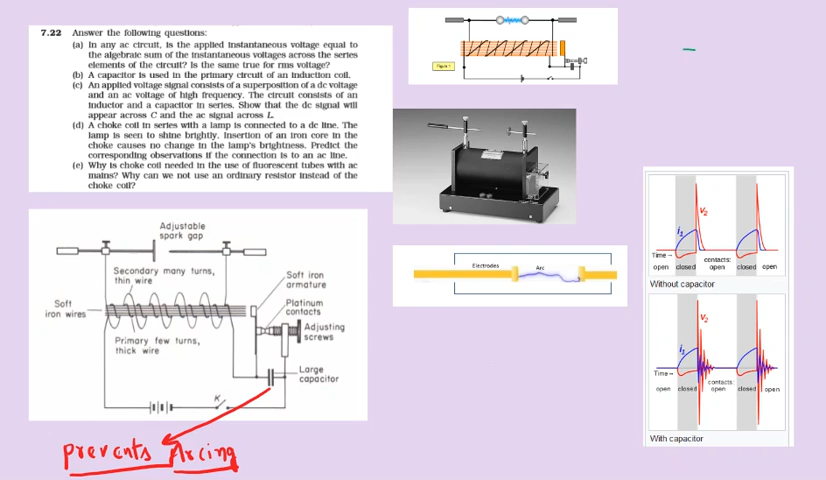 7.22 Answer the following questions:
(a) In any ac circuit, is the applied instantaneous voltage equal to
the algebraic sum of the instantaneous voltages across the series
elements of the circuit? Is the same true for rms voltage?
(b) A capacitor is used in the primary circuit of an induction coil.
(c) An applied voltage signal consists of a superposition of a dc voltage
and an ac voltage of high frequency. The circuit consists of an
inductor and a capacitor in series. Show that the dc signal will
appear across C and the ac signal across L.
(d) A choke coil in series with a lamp is connected to a dc line. The
lamp is seen to shine brightly. Insertion of an iron core in the
choke causes no change in the lamp's brightness. Predict the
corresponding observations if the connection is to an ac line.
(e) Why is choke coil needed in the use of fluorescent tubes with ac
mains? Why can we not use an ordinary resistor instead of the
choke coil?
Adjustable
spark gap
Secondary many turns,
thin wire
Soft iron
armature
Soft
iron wires
Platinum
contacts
Adjusting
screws
Primary few turns,
thick wire
Large
capacitor
K
prevents Arcing
Electrodes
Arc
V2
i1
Time→
contacts:
open closed open closed open
Without capacitor
V2
i1
Time→
contacts:
open closed open closed open
With capacitor